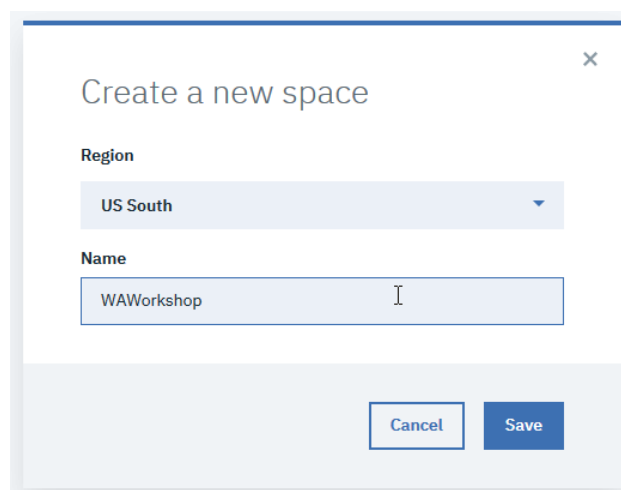 Create a new space
Region
US South
Name
WAWorkshop
Cancel Save